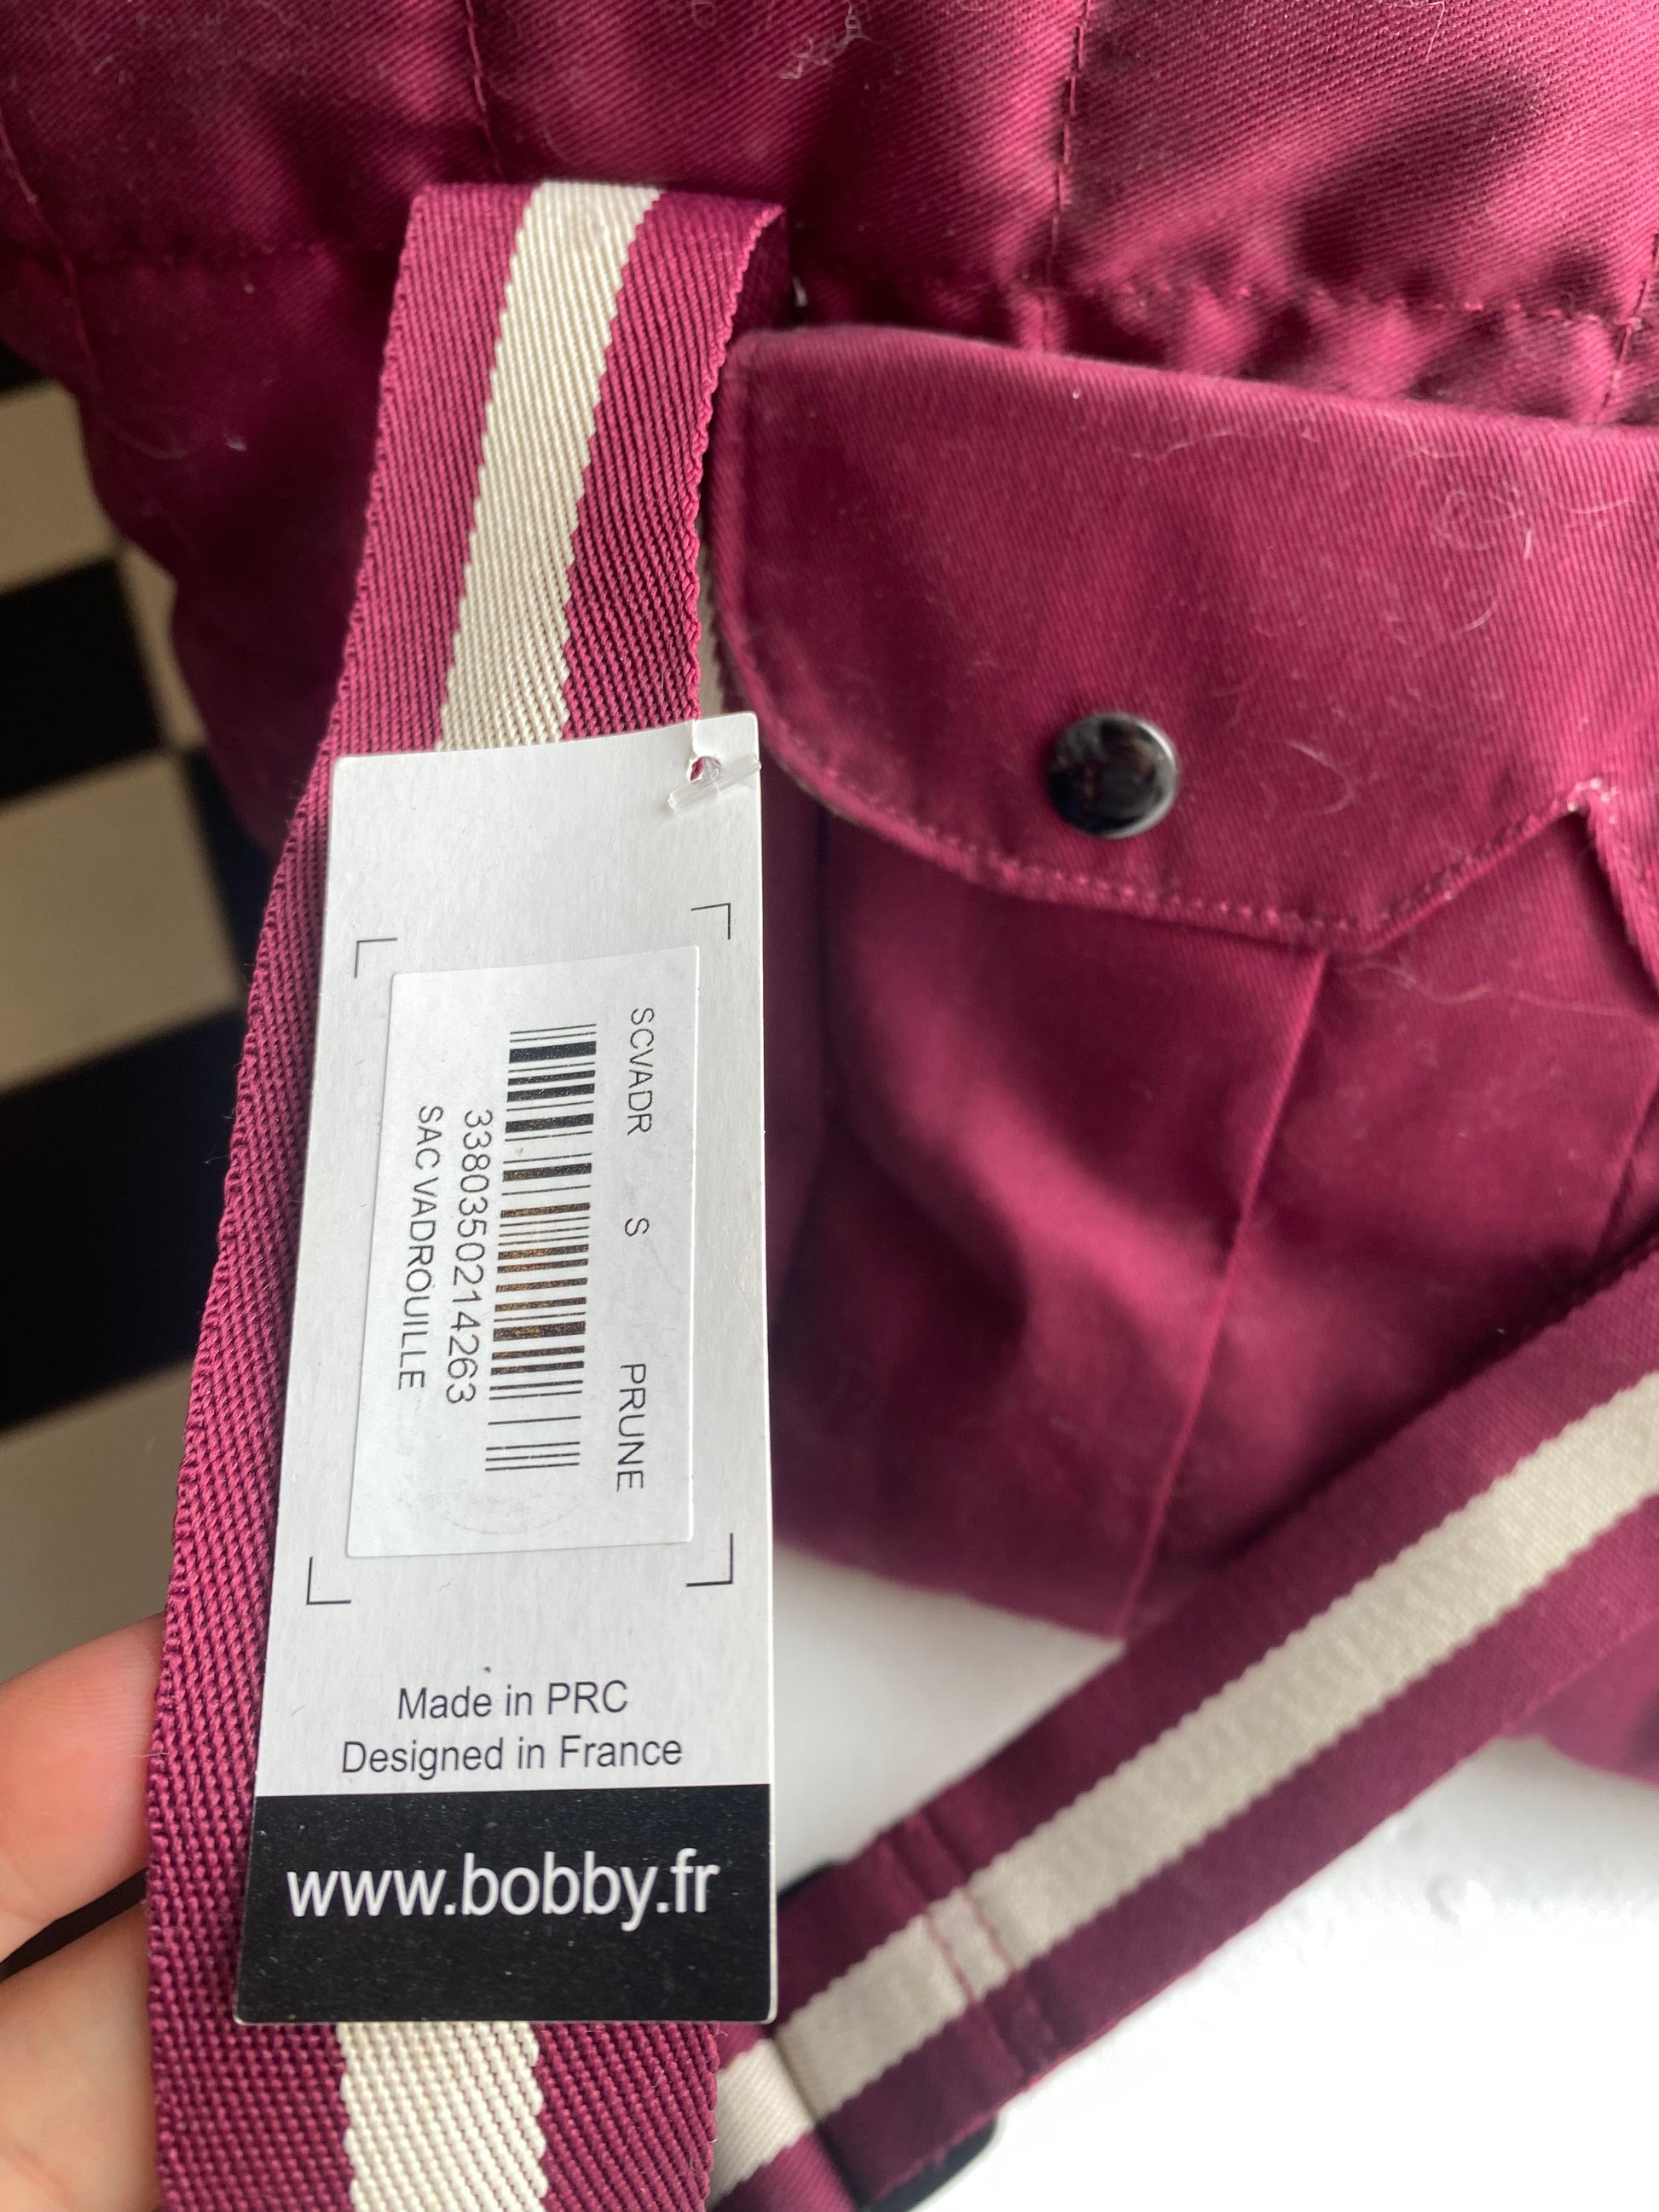 SCVADR S PRUNE
3380350214263
SAC VADROUILLE
Made in PRC
Designed in France
www.bobby.fr